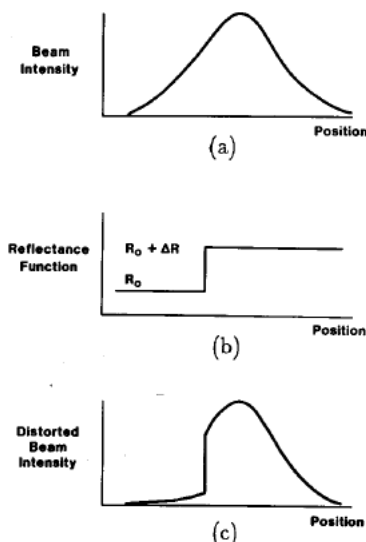 Beam
Intensity
Position
(a)
Reflectance
Function
R₀ + ΔR
R₀
Position
(b)
Distorted
Beam
Intensity
Position
(c)